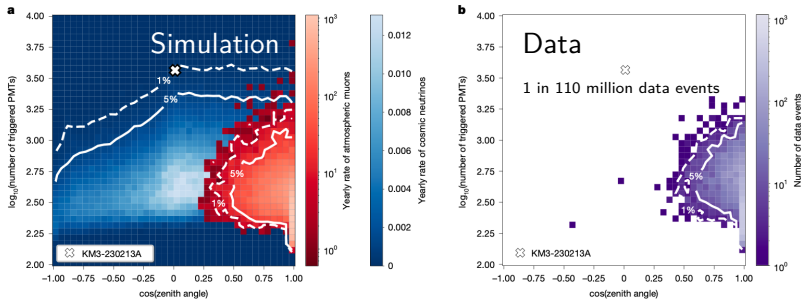 a
Simulation
log10(number of triggered PMTs)
4.00
3.75
3.50
3.25
3.00
2.75
2.50
2.25
2.00
1%
5%
5%
1%
KM3-230213A
−1.00 −0.75 −0.50 −0.25 0 0.25 0.50 0.75 1.00
cos(zenith angle)
10³
10²
10¹
10⁰
Yearly rate of atmospheric muons
0.012
0.010
0.008
0.006
0.004
0.002
0
Yearly rate of cosmic neutrinos
b
Data
1 in 110 million data events
log10(number of triggered PMTs)
4.00
3.75
3.50
3.25
3.00
2.75
2.50
2.25
2.00
5%
1%
KM3-230213A
−1.00 −0.75 −0.50 −0.25 0 0.25 0.50 0.75 1.00
cos(zenith angle)
10³
10²
10¹
10⁰
Number of data events